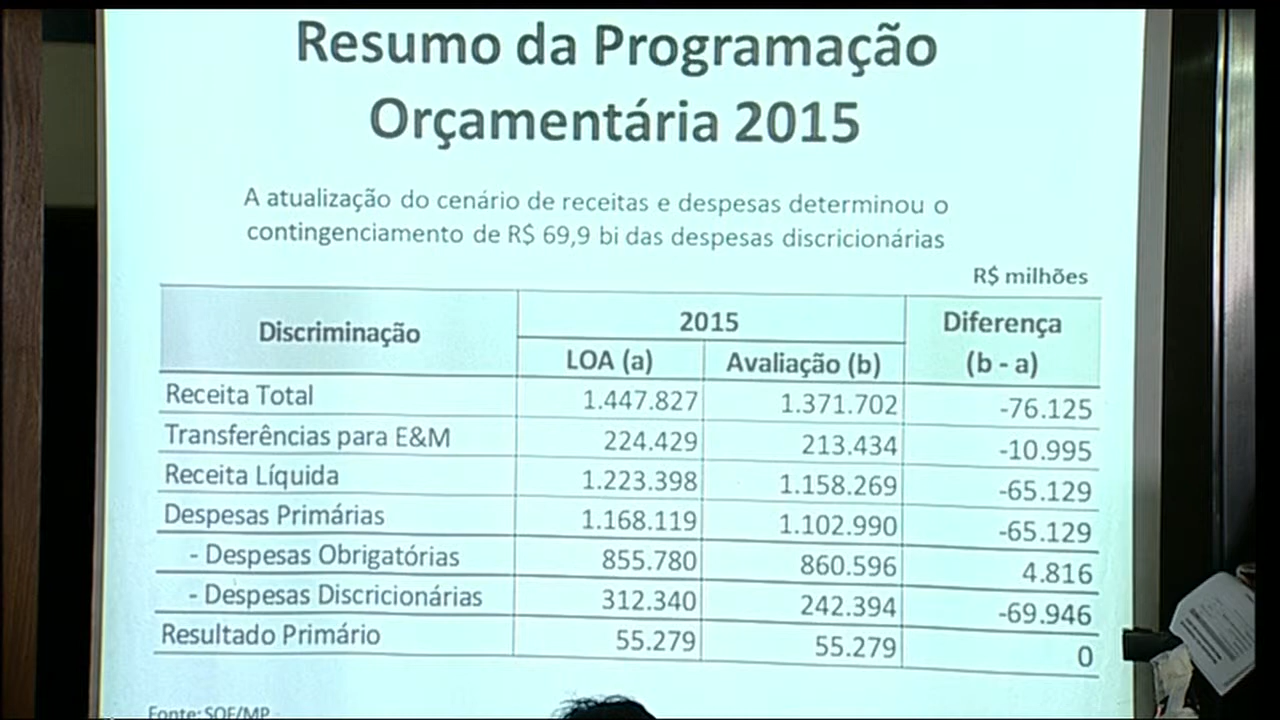 Resumo da Programação
Orçamentária 2015
A atualização do cenário de receitas e despesas determinou o
contingenciamento de R$ 69,9 bi das despesas discricionárias
R$ milhões
Discriminação 2015 Diferença
LOA (a) Avaliação (b) (b - a)
Receita Total 1.447.827 1.371.702 -76.125
Transferências para E&M 224.429 213.434 -10.995
Receita Líquida 1.223.398 1.158.269 -65.129
Despesas Primárias 1.168.119 1.102.990 -65.129
- Despesas Obrigatórias 855.780 860.596 4.816
- Despesas Discricionárias 312.340 242.394 -69.946
Resultado Primário 55.279 55.279 0
Fonte: SOF/MP